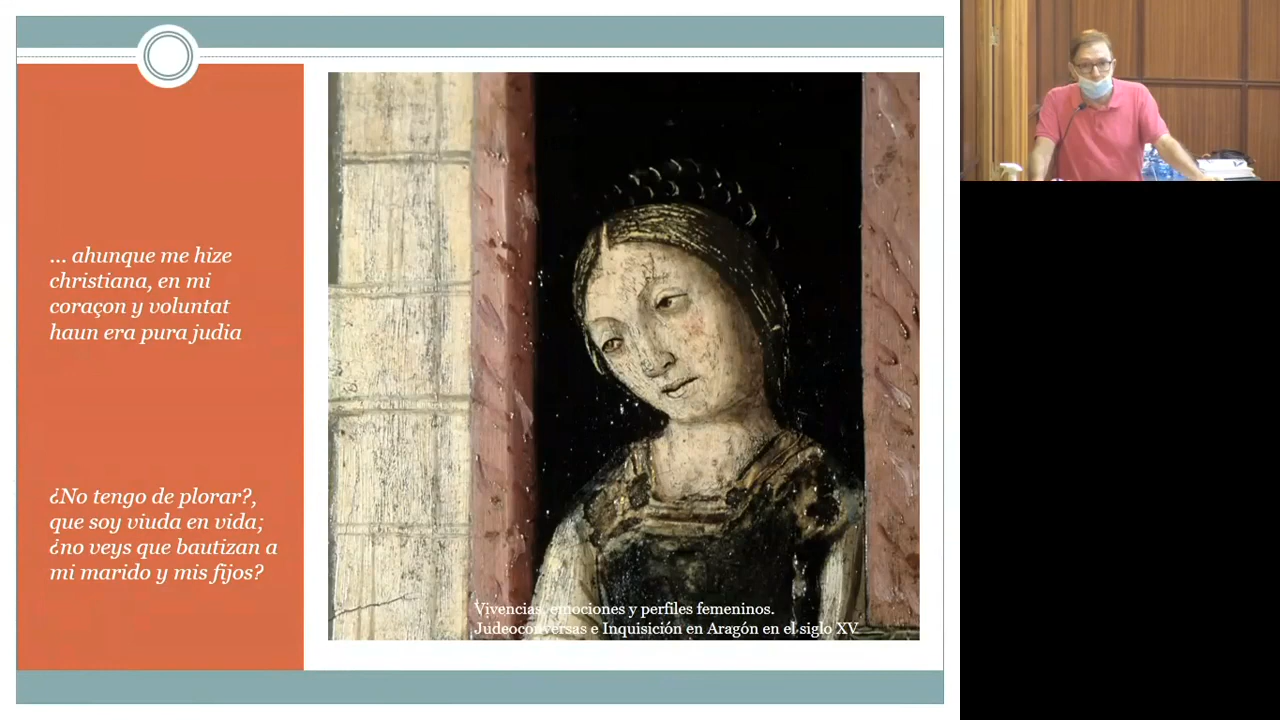 ... ahunque me hize
christiana, en mi
coraçon y voluntat
haun era pura judia
¿No tengo de plorar?,
que soy viuda en vida;
¿no veys que bautizan a
mi marido y mis fijos?
Vivencias, emociones y perfiles femeninos.
Judeoconversas e Inquisición en Aragón en el siglo XV